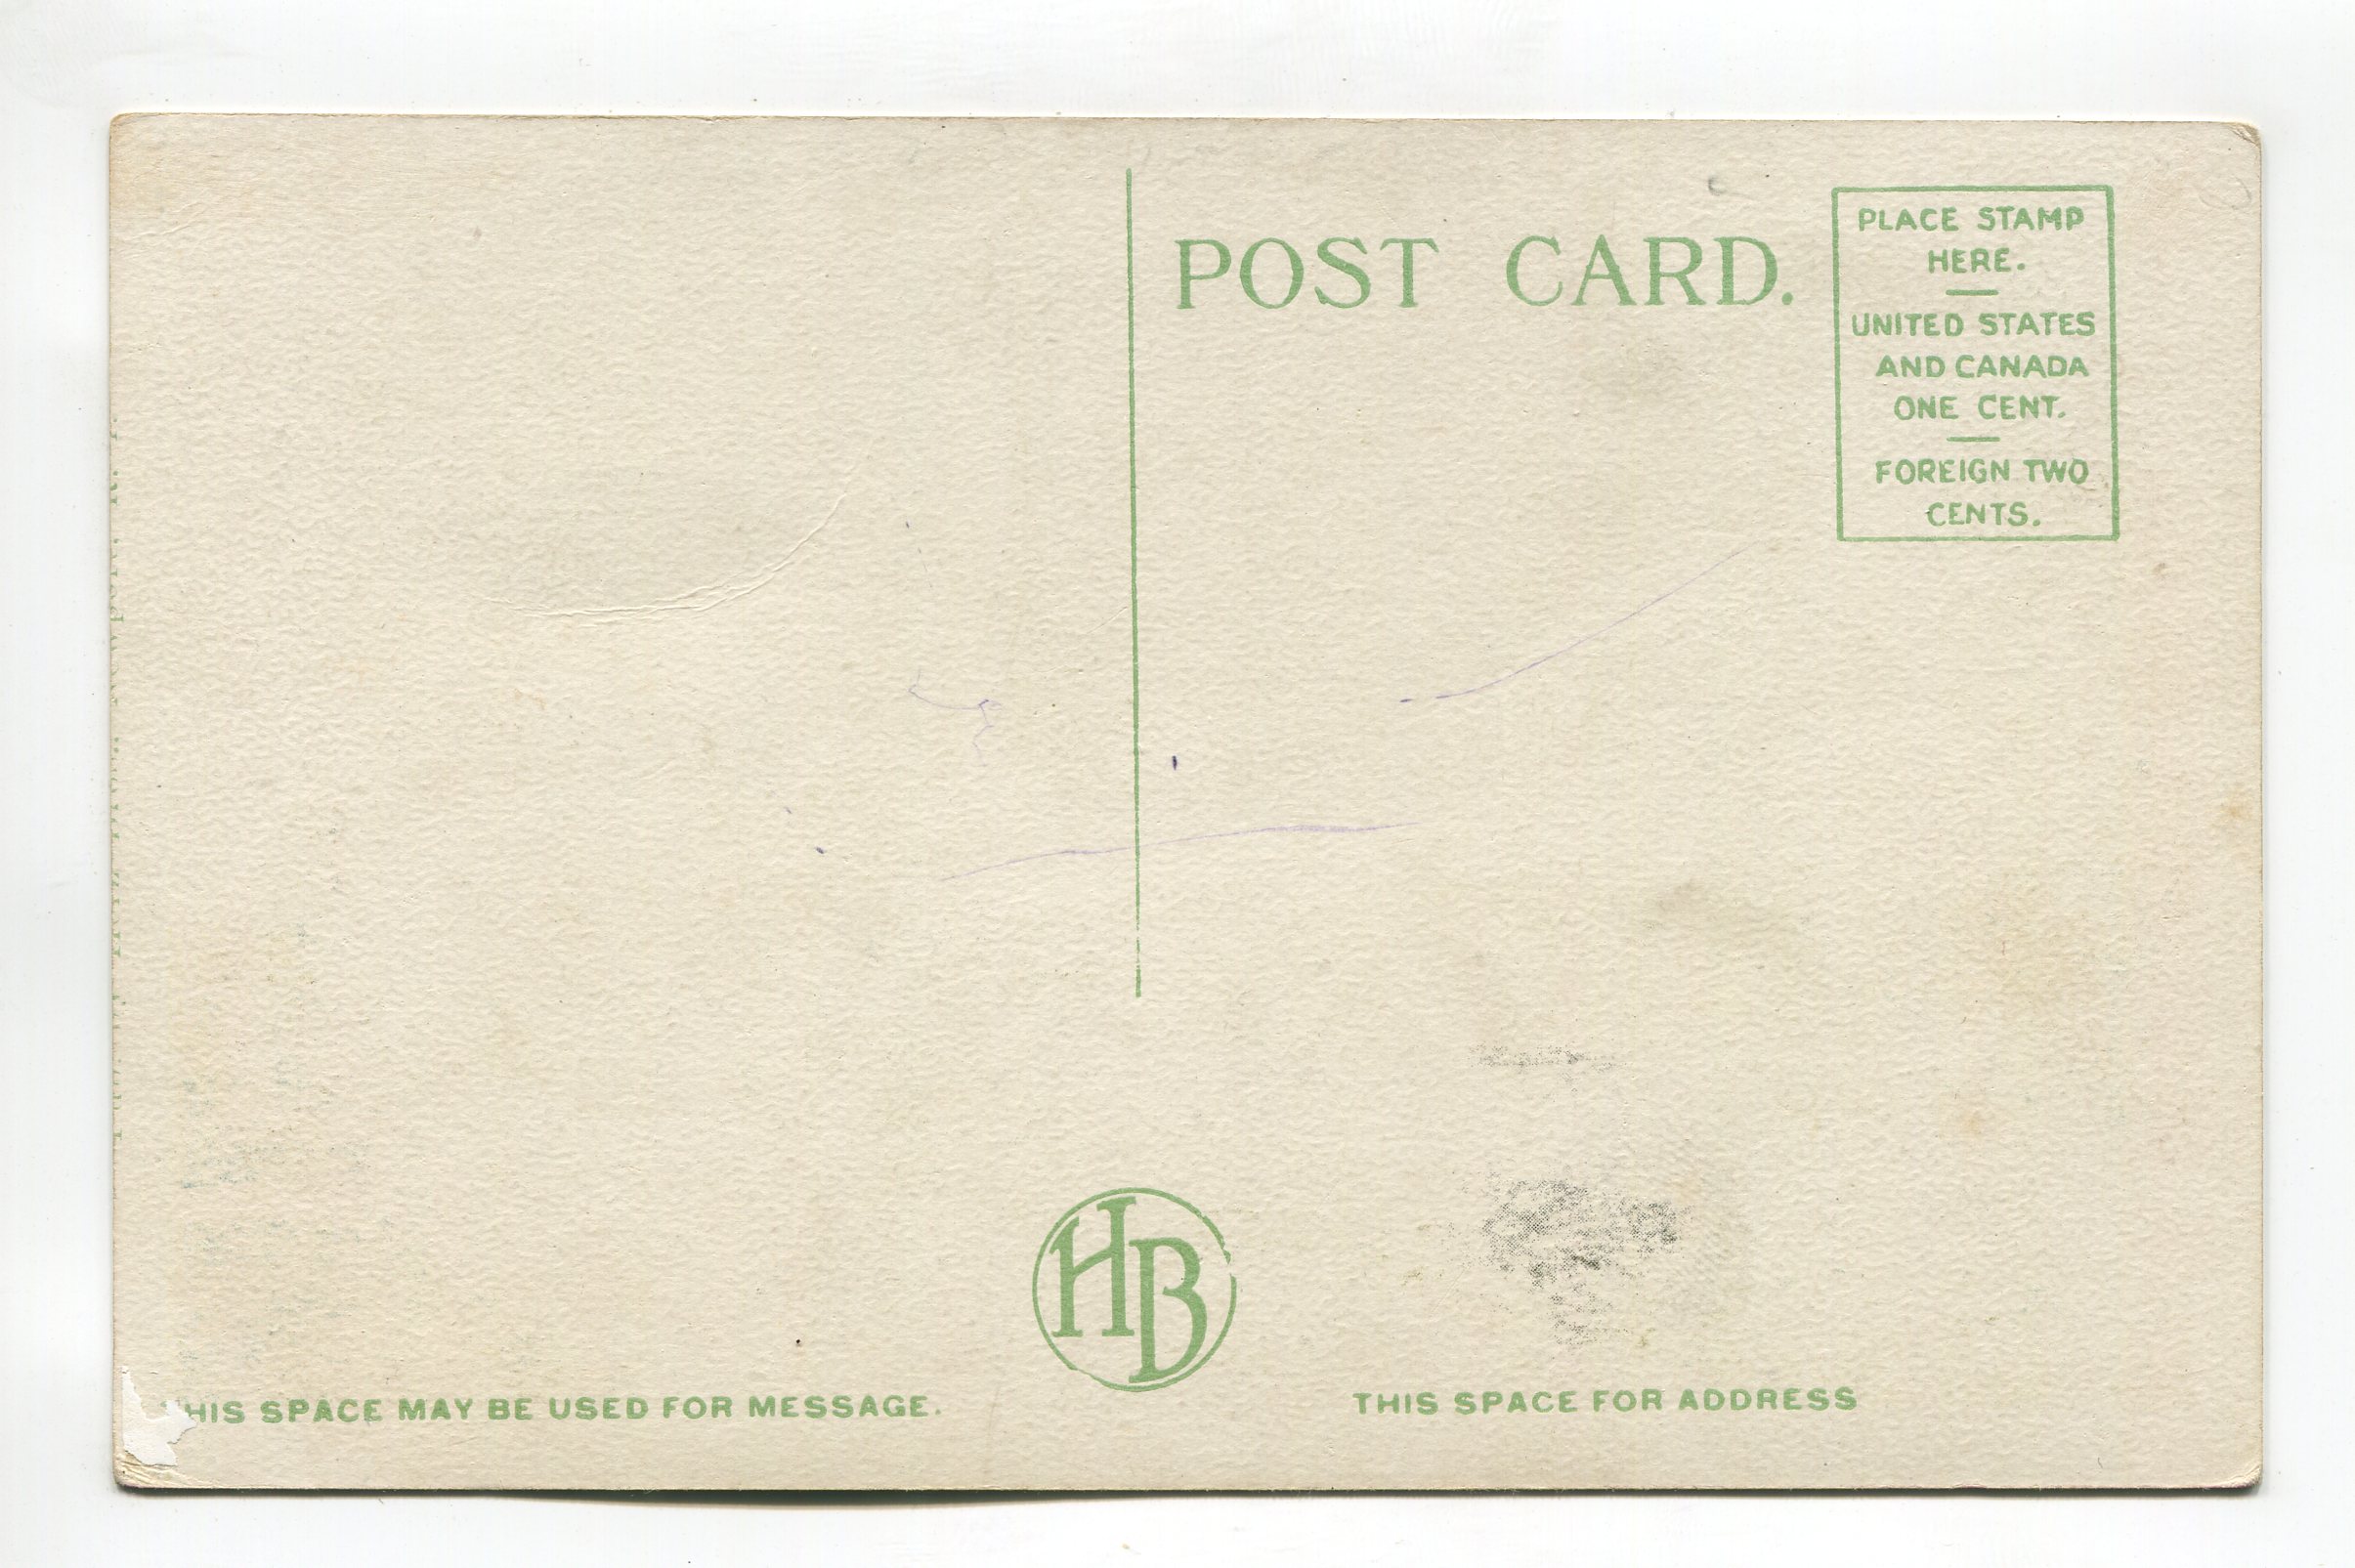 POST CARD.
PLACE STAMP
HERE.
UNITED STATES
AND CANADA
ONE CENT.
FOREIGN TWO
CENTS.
HB
HIS SPACE MAY BE USED FOR MESSAGE.
THIS SPACE FOR ADDRESS